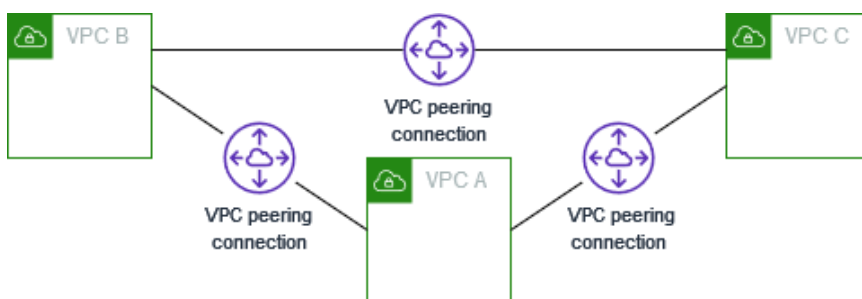 VPC B
VPC C
VPC peering
connection
VPC A
VPC peering
connection
VPC peering
connection